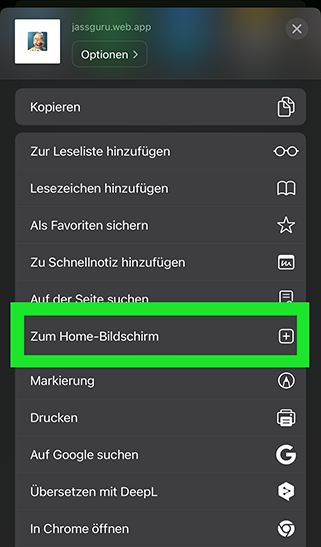 jassguru.web.app
Optionen >
Kopieren
Zur Leseliste hinzufügen
Lesezeichen hinzufügen
Als Favoriten sichern
Zu Schnellnotiz hinzufügen
Auf der Seite suchen
Zum Home-Bildschirm
Markierung
Drucken
Auf Google suchen
Übersetzen mit DeepL
In Chrome öffnen